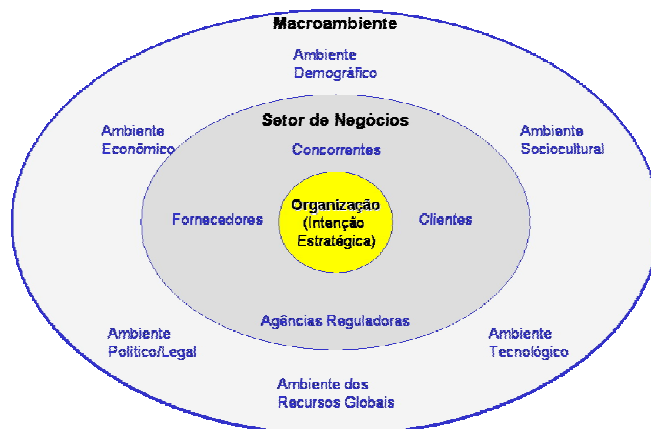 Macroambiente
Ambiente
Demográfico
Setor de Negócios
Ambiente
Econômico
Ambiente
Sociocultural
Concorrentes
Organização
(Intenção
Estratégica)
Fornecedores
Clientes
Agências Reguladoras
Ambiente
Político/Legal
Ambiente
Tecnológico
Ambiente dos
Recursos Globais